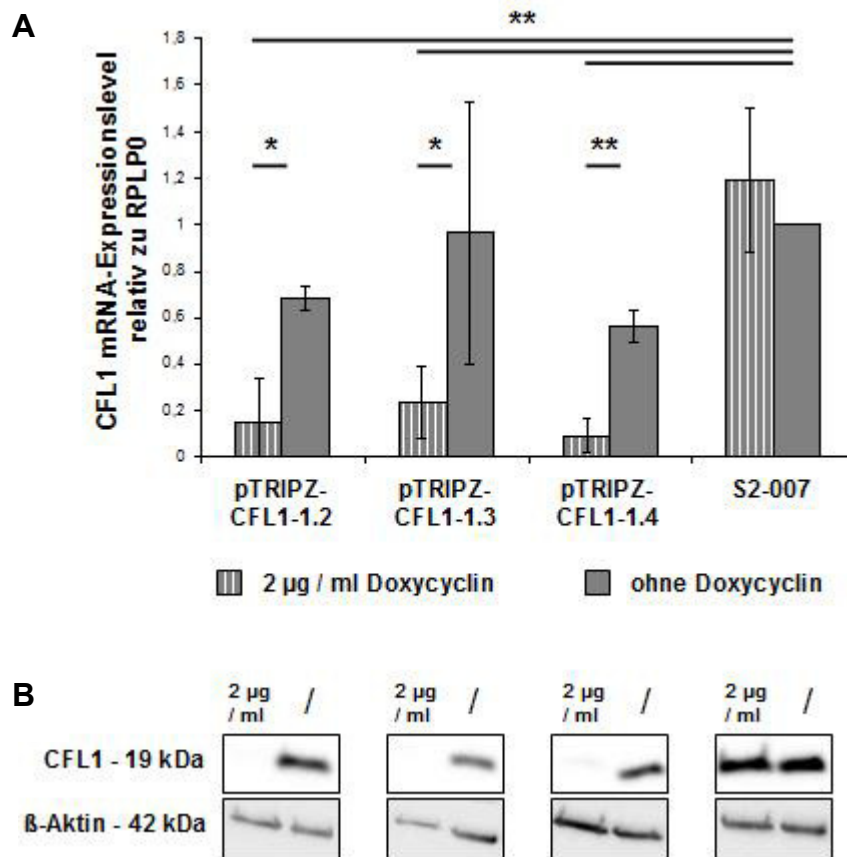 A
**
CFL1 mRNA-Expressionslevel
relativ zu RPLP0
1,8
1,6
1,4
1,2
1
0,8
0,6
0,4
0,2
0
*
*
**
pTRIPZ-
CFL1-1.2
pTRIPZ-
CFL1-1.3
pTRIPZ-
CFL1-1.4
S2-007
2 µg / ml Doxycyclin
ohne Doxycyclin
B
2 µg
/ ml
/
2 µg
/ ml
/
2 µg
/ ml
/
2 µg
/ ml
/
CFL1 - 19 kDa
ß-Aktin - 42 kDa